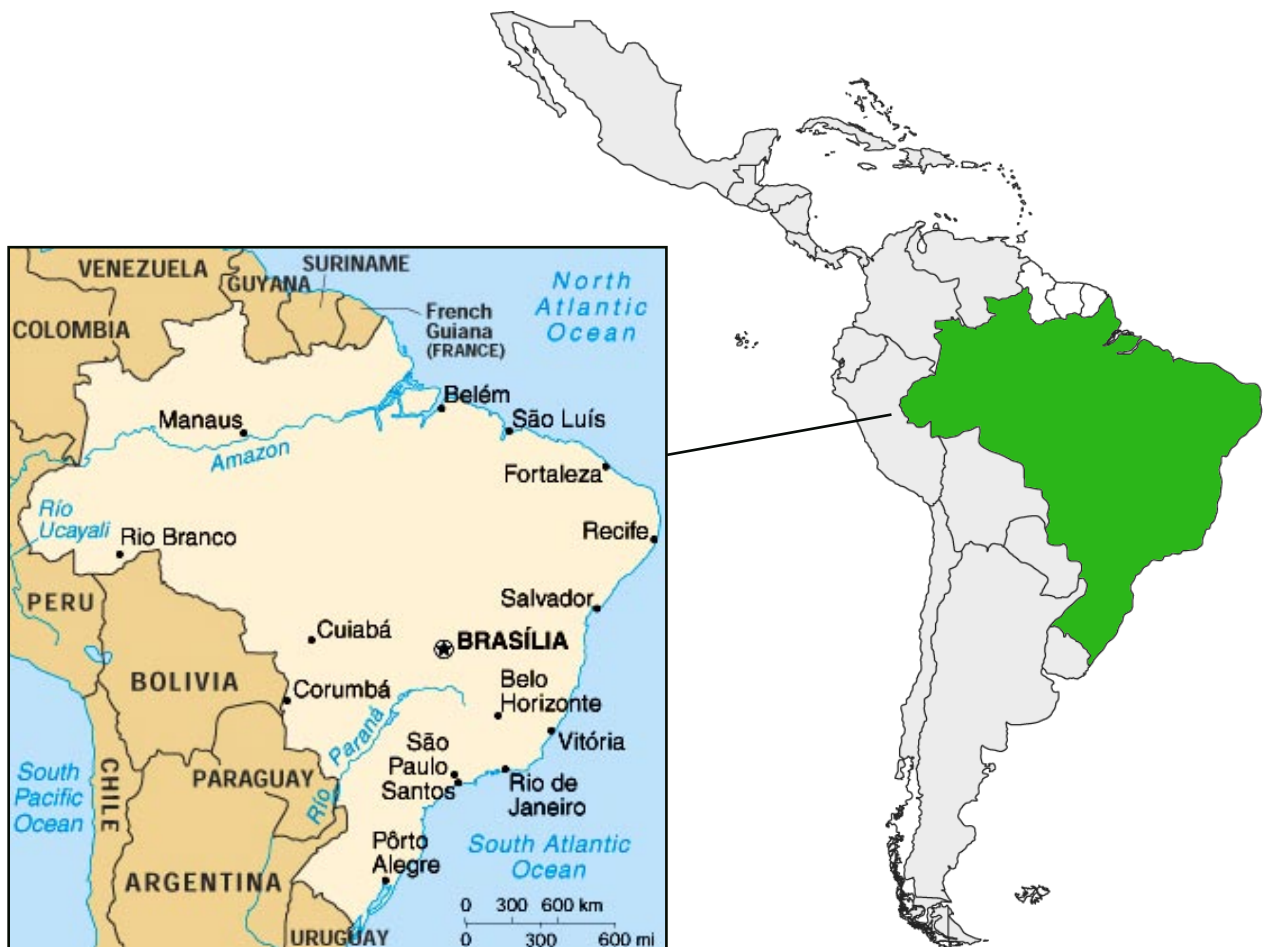 VENEZUELA
SURINAME
GUYANA
COLOMBIA
French
Guiana
(FRANCE)
North
Atlantic
Ocean
Belém
Manaus
São Luís
Amazon
Fortaleza
Río
Ucayali
Rio Branco
Recife
PERU
Salvador
Cuiabá
BRASÍLIA
BOLIVIA
Corumbá
Belo
Horizonte
Río Paraná
Vitória
São
Paulo
Santos
Rio de
Janeiro
CHILE
PARAGUAY
South
Pacific
Ocean
Pôrto
Alegre
South Atlantic
Ocean
ARGENTINA
URUGUAY
0 300 600 km
0 300 600 mi